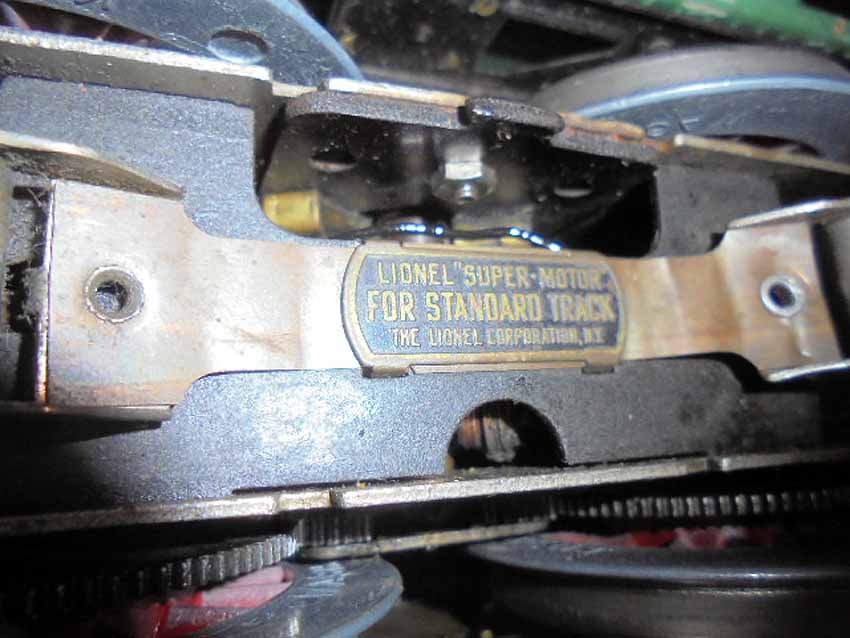 LIONEL "SUPER-MOTOR"
FOR STANDARD TRACK
THE LIONEL CORPORATION, N.Y.